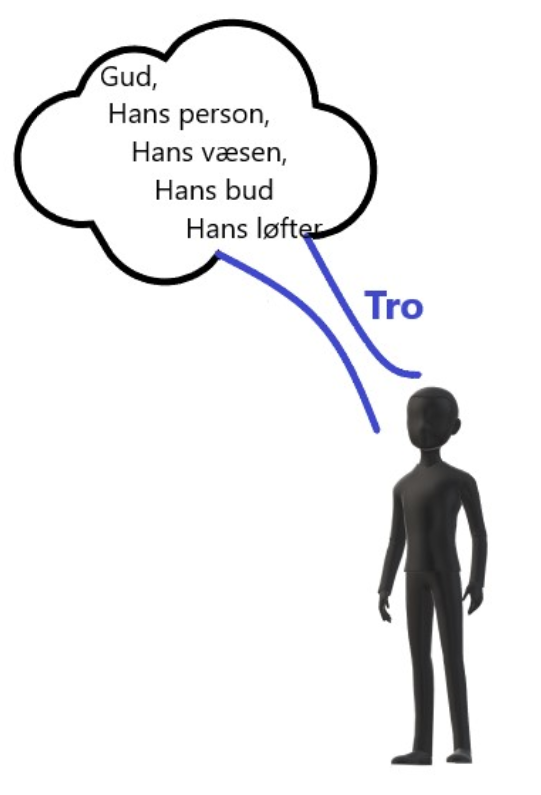 Gud,
Hans person,
Hans væsen,
Hans bud
Hans løfter
Tro